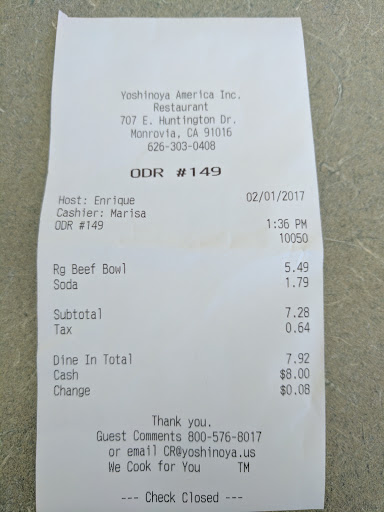 Yoshinoya America Inc.
Restaurant
707 E. Huntington Dr.
Monrovia, CA 91016
626-303-0408
ODR #149
Host: Enrique 02/01/2017
Cashier: Marisa
ODR #149 1:36 PM
10050
Rg Beef Bowl 5.49
Soda 1.79
Subtotal 7.28
Tax 0.64
Dine In Total 7.92
Cash $8.00
Change $0.08
Thank you.
Guest Comments 800-576-8017
or email CR@yoshinoya.us
We Cook for You TM
--- Check Closed ---